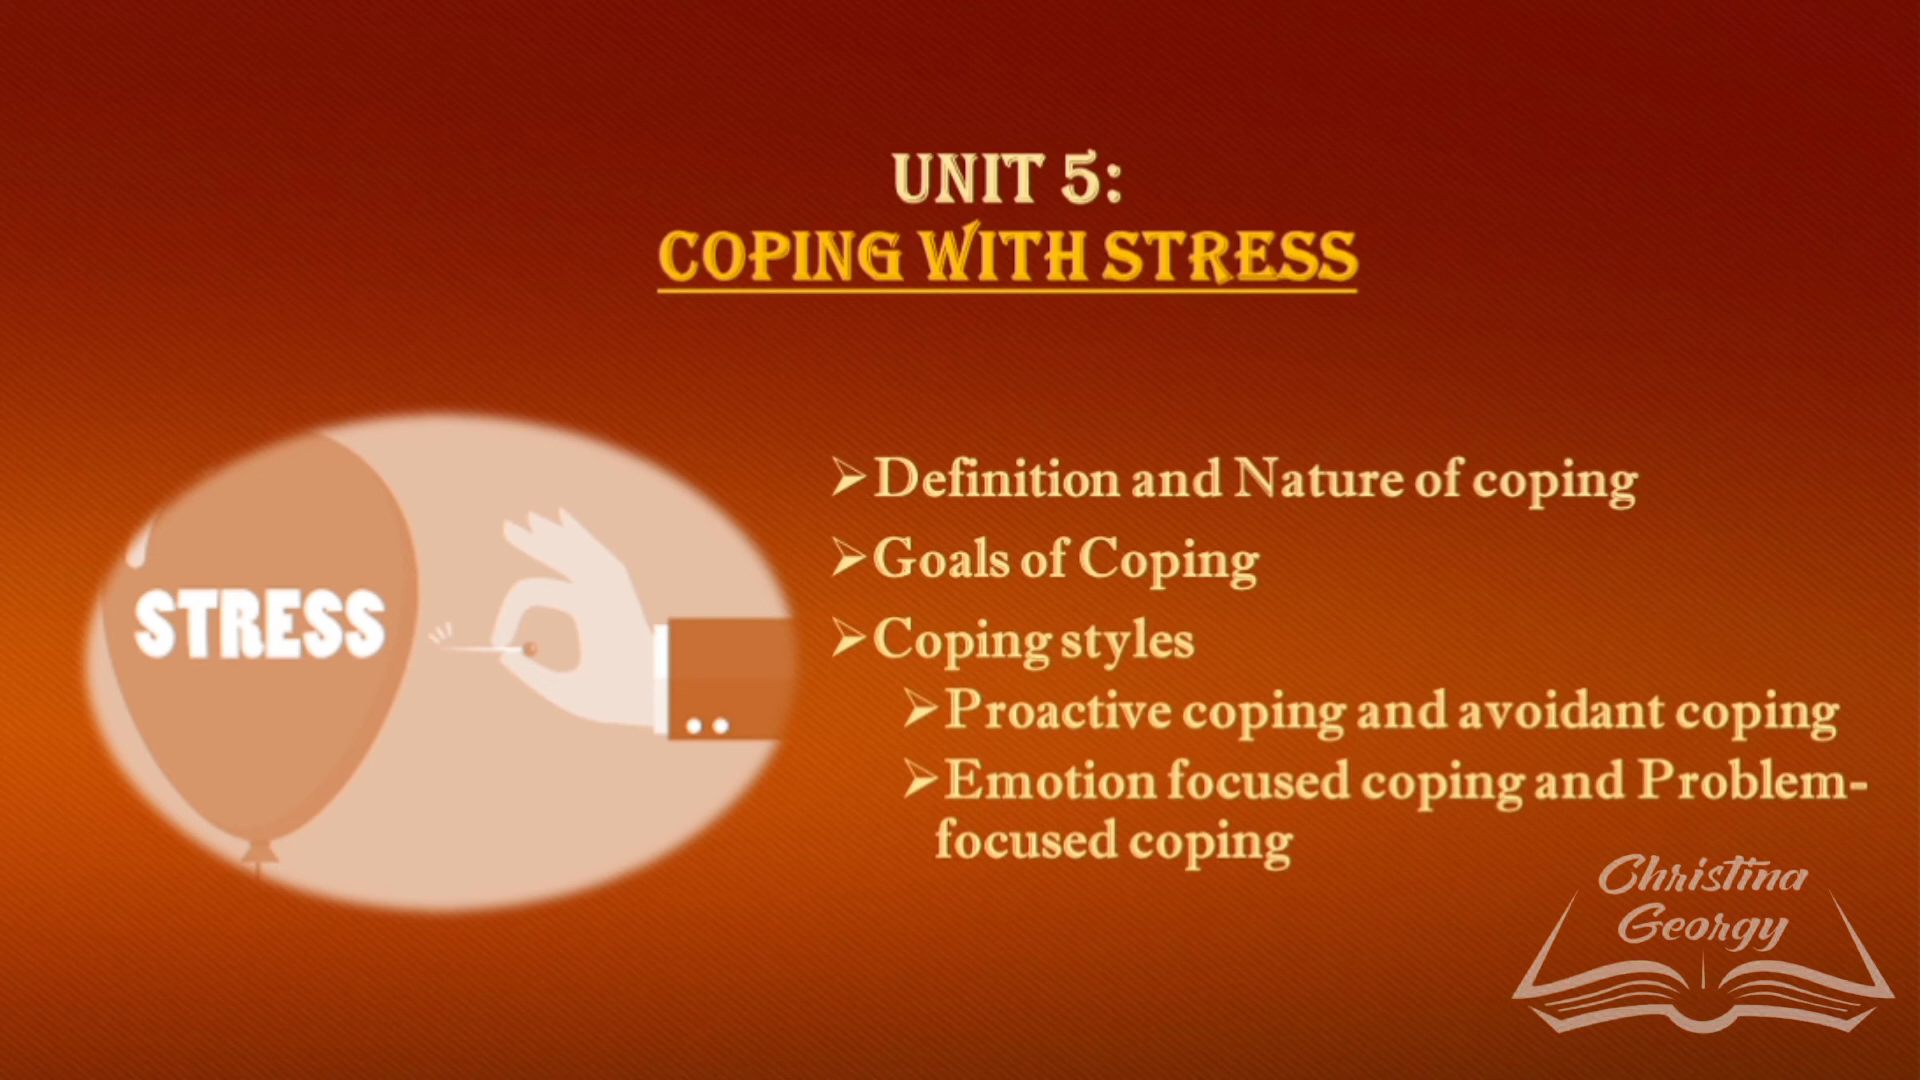 UNIT 5:
COPING WITH STRESS
STRESS
➢Definition and Nature of coping
➢Goals of Coping
➢Coping styles
➢Proactive coping and avoidant coping
➢Emotion focused coping and Problem-
focused coping
Christina
Georgy